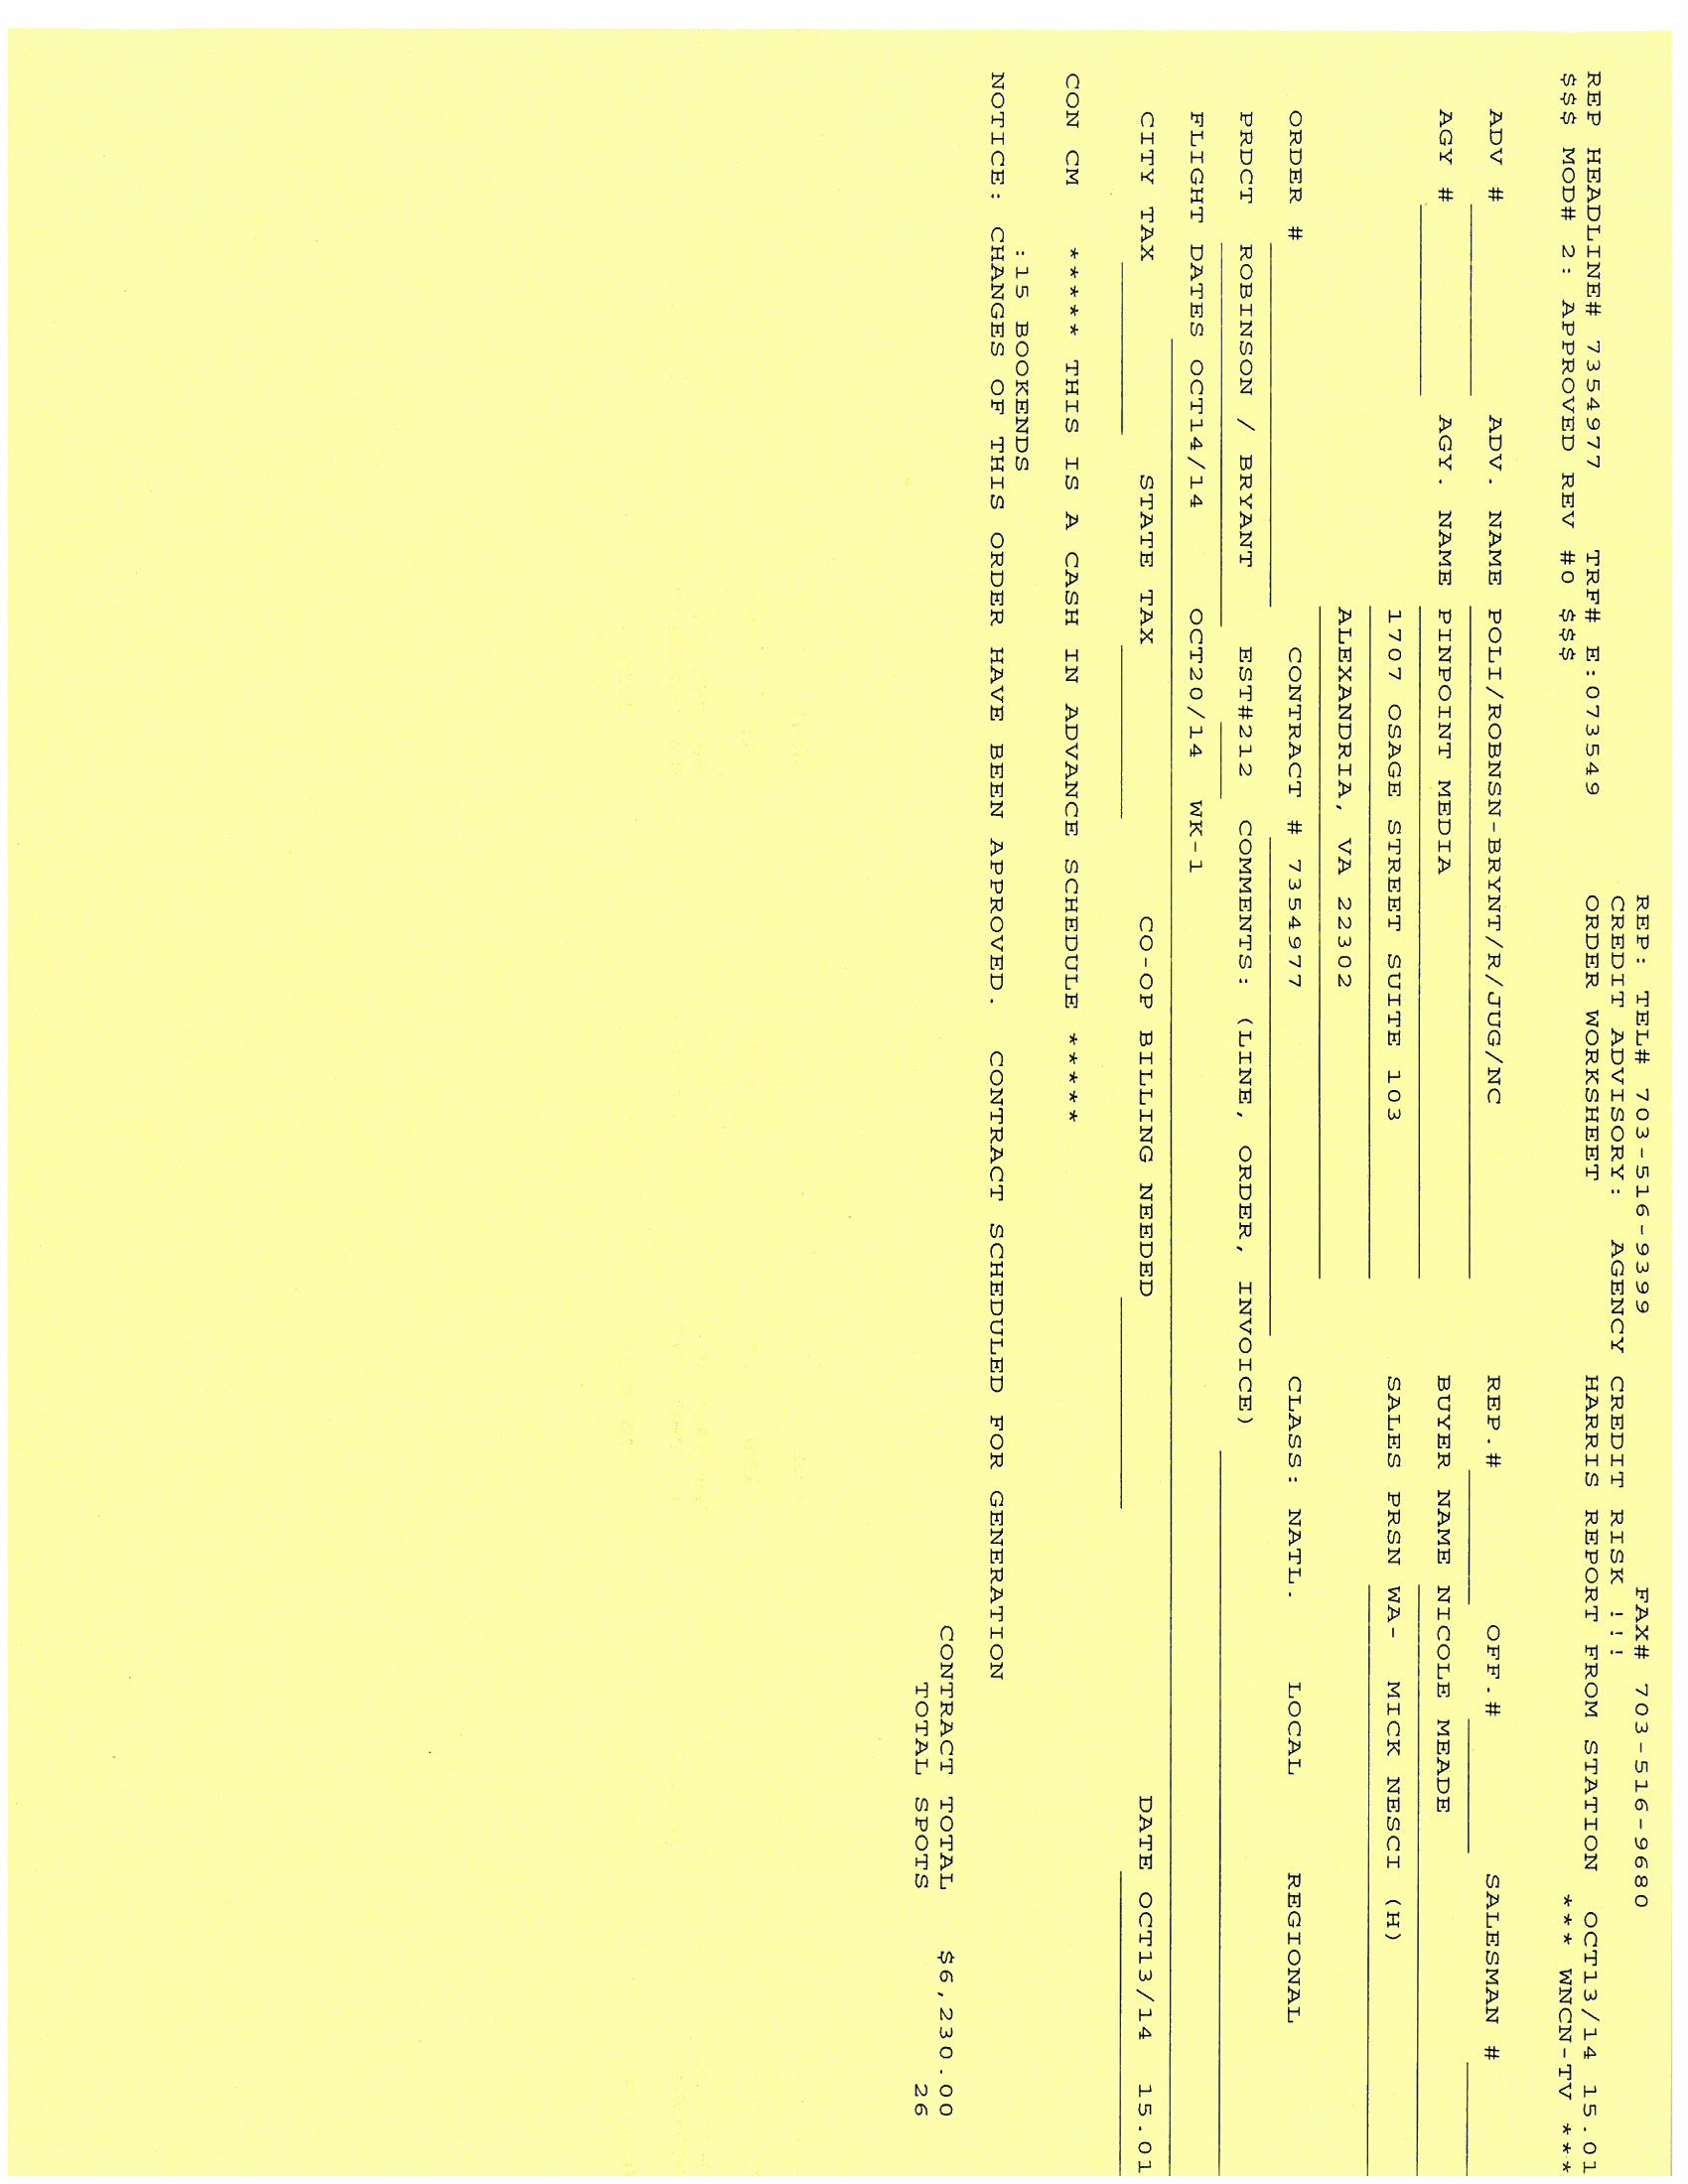 REP: TEL# 703-516-9399 FAX# 703-516-9680
CREDIT ADVISORY: AGENCY CREDIT RISK !!!
REP HEADLINE# 7354977 TRF# E:073549 ORDER WORKSHEET HARRIS REPORT FROM STATION OCT13/14 15.01
$$$ MOD# 2: APPROVED REV #0 $$$ *** WNCN-TV ***
ADV # ADV. NAME POLI/ROBNSN-BRYNT/R/JUG/NC REP.# OFF.# SALESMAN #
AGY # AGY. NAME PINPOINT MEDIA BUYER NAME NICOLE MEADE
1707 OSAGE STREET SUITE 103 SALES PRSN WA- MICK NESCI (H)
ALEXANDRIA, VA 22302
ORDER # CONTRACT # 7354977 CLASS: NATL. LOCAL REGIONAL
PRDCT ROBINSON / BRYANT EST#212 COMMENTS: (LINE, ORDER, INVOICE)
FLIGHT DATES OCT14/14 OCT20/14 WK-1
CITY TAX STATE TAX CO-OP BILLING NEEDED DATE OCT13/14 15.01
CON CM ***** THIS IS A CASH IN ADVANCE SCHEDULE *****
:15 BOOKENDS
NOTICE: CHANGES OF THIS ORDER HAVE BEEN APPROVED. CONTRACT SCHEDULED FOR GENERATION
CONTRACT TOTAL $6,230.00
TOTAL SPOTS 26